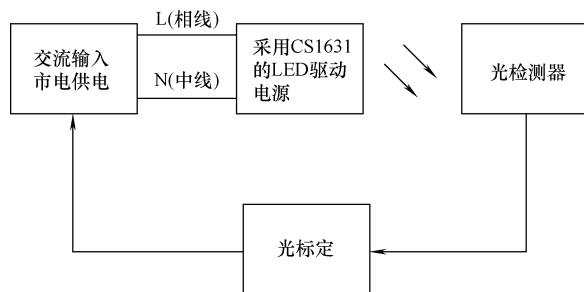 交流输入
市电供电
L(相线)
N(中线)
采用CS1631
的LED驱动
电源
光检测器
光标定